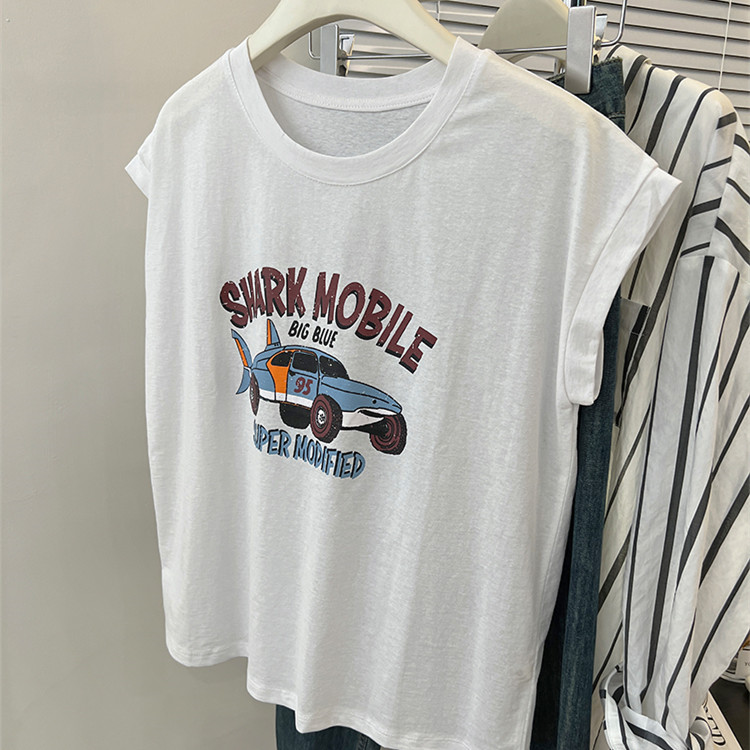 SHARK MOBILE
BIG BLUE
95
SUPER MODIFIED